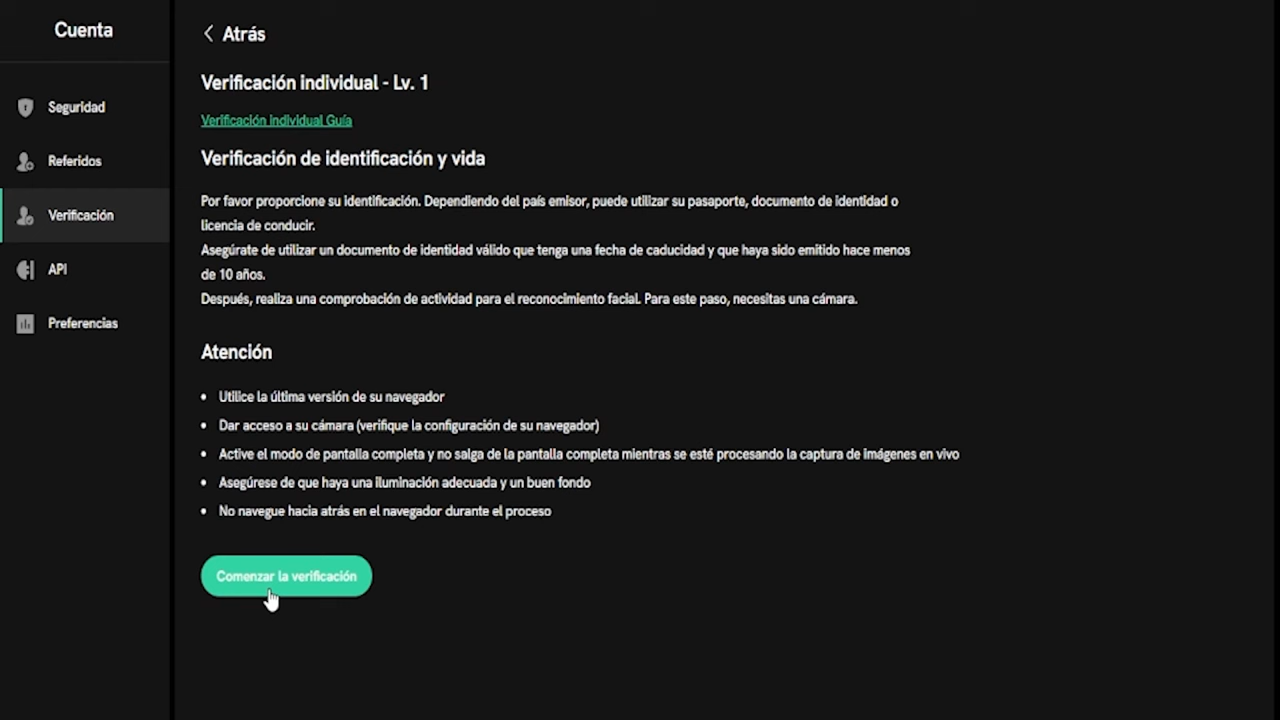 Cuenta
Seguridad
Referidos
Verificación
API
Preferencias
Atrás
Verificación individual - Lv. 1
Verificación individual Guía
Verificación de identificación y vida
Por favor proporcione su identificación. Dependiendo del país emisor, puede utilizar su pasaporte, documento de identidad o
licencia de conducir.
Asegúrate de utilizar un documento de identidad válido que tenga una fecha de caducidad y que haya sido emitido hace menos
de 10 años.
Después, realiza una comprobación de actividad para el reconocimiento facial. Para este paso, necesitas una cámara.
Atención
• Utilice la última versión de su navegador
• Dar acceso a su cámara (verifique la configuración de su navegador)
• Active el modo de pantalla completa y no salga de la pantalla completa mientras se esté procesando la captura de imágenes en vivo
• Asegúrese de que haya una iluminación adecuada y un buen fondo
• No navegue hacia atrás en el navegador durante el proceso
Comenzar la verificación